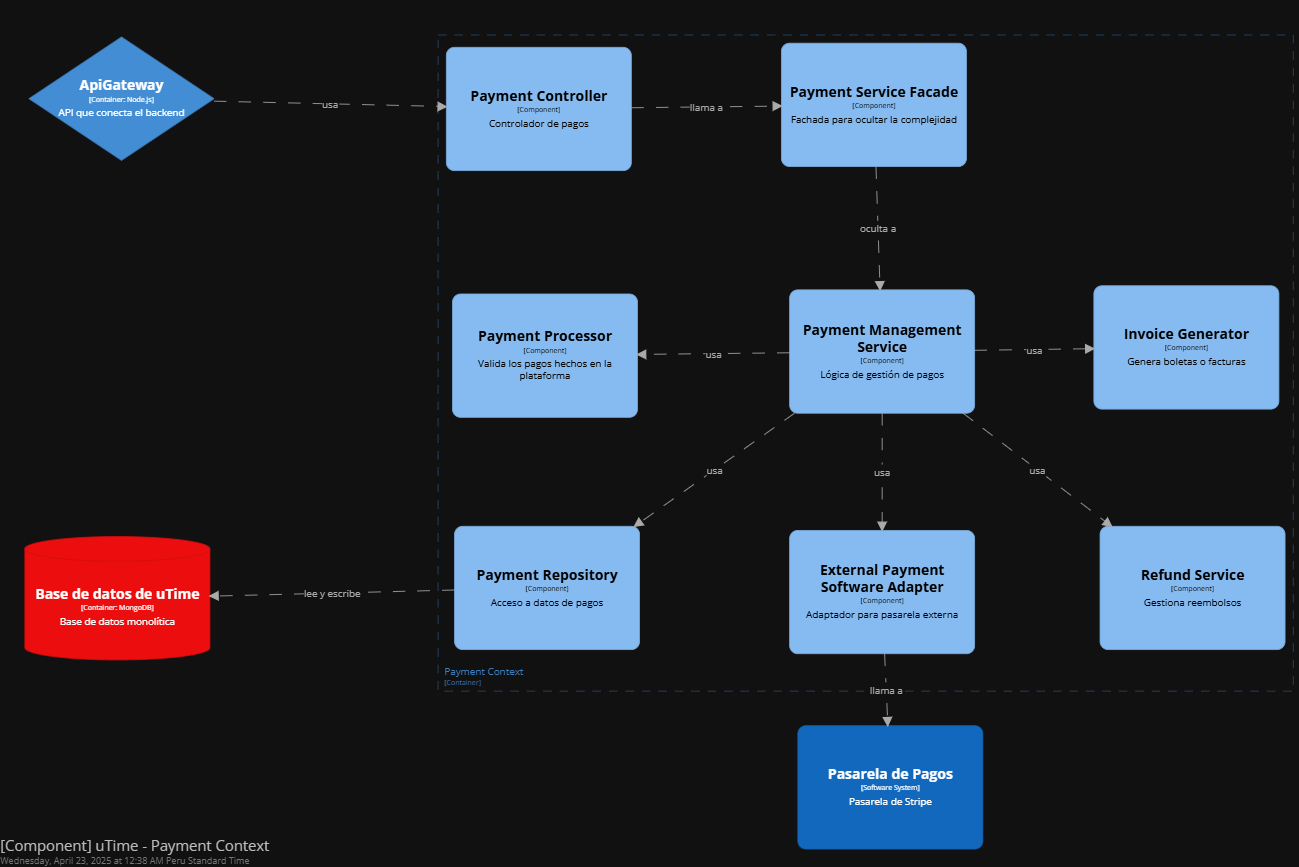 ApiGateway
[Container: Node.js]
API que conecta el backend
usa
Payment Controller
[Component]
Controlador de pagos
llama a
Payment Service Facade
[Component]
Fachada para ocultar la complejidad
oculta a
Payment Processor
[Component]
Valida los pagos hechos en la
plataforma
usa
Payment Management
Service
[Component]
Lógica de gestión de pagos
usa
Invoice Generator
[Component]
Genera boletas o facturas
usa
usa
usa
Base de datos de uTime
[Container: MongoDB]
Base de datos monolítica
lee y escribe
Payment Repository
[Component]
Acceso a datos de pagos
External Payment
Software Adapter
[Component]
Adaptador para pasarela externa
Refund Service
[Component]
Gestiona reembolsos
Payment Context
[Container]
llama a
Pasarela de Pagos
[Software System]
Pasarela de Stripe
[Component] uTime - Payment Context
Wednesday, April 23, 2025 at 12:38 AM Peru Standard Time